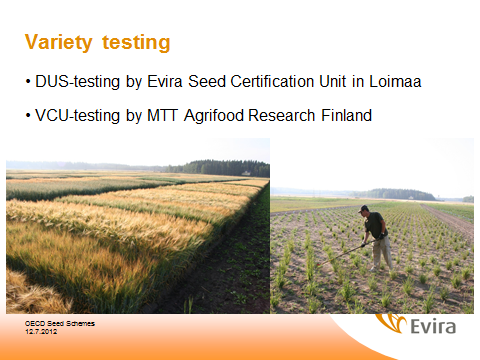 Variety testing
• DUS-testing by Evira Seed Certification Unit in Loimaa
• VCU-testing by MTT Agrifood Research Finland
OECD Seed Schemes
12.7.2012
Evira